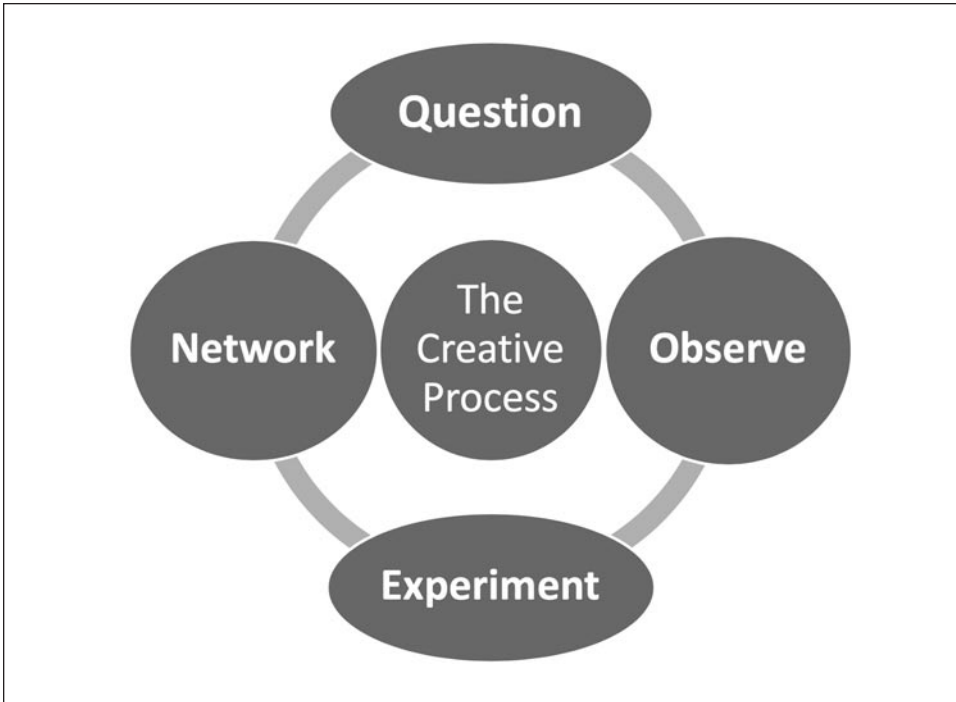 Question
Network
The
Creative
Process
Observe
Experiment